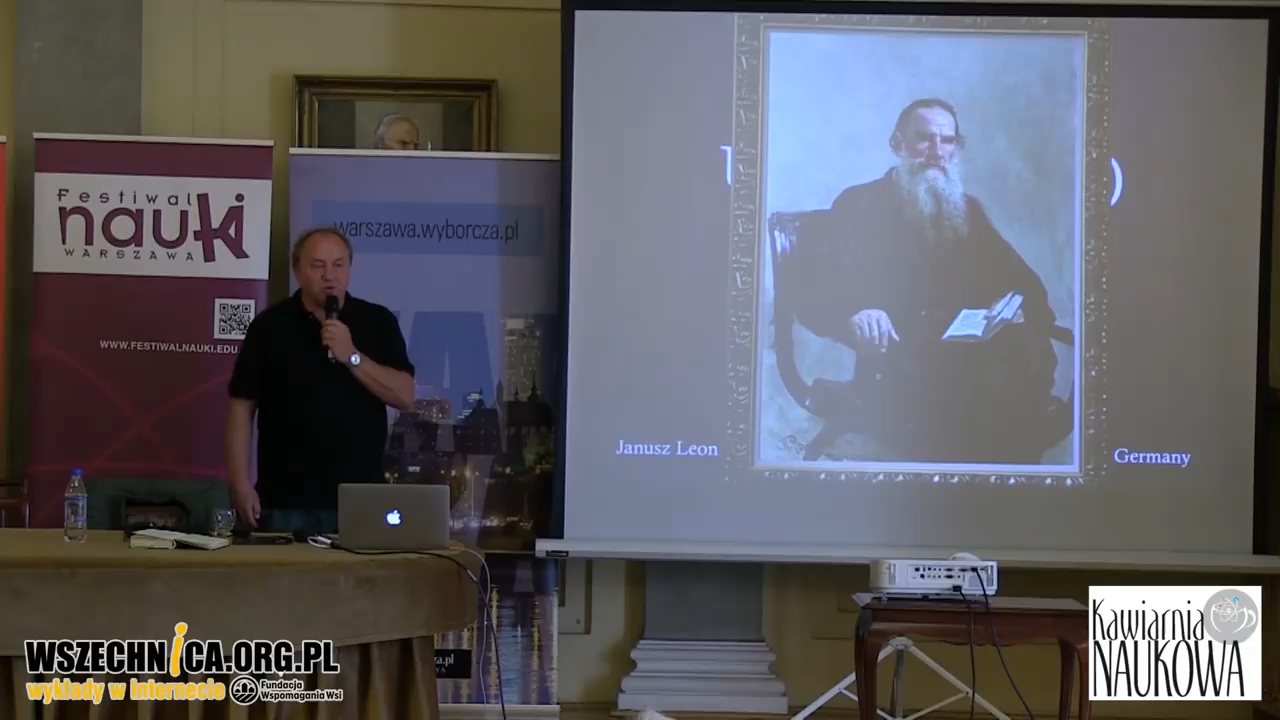 Festiwal
nauki
WARSZAWA
WWW.FESTIWALNAUKI.EDU
warszawa.wyborcza.pl
Janusz Leon
Germany
WSZECHNICA.ORG.PL
wykłady w Internecie
Fundacja
Wspomagania Wsi
Kawiarnia
NAUKOWA